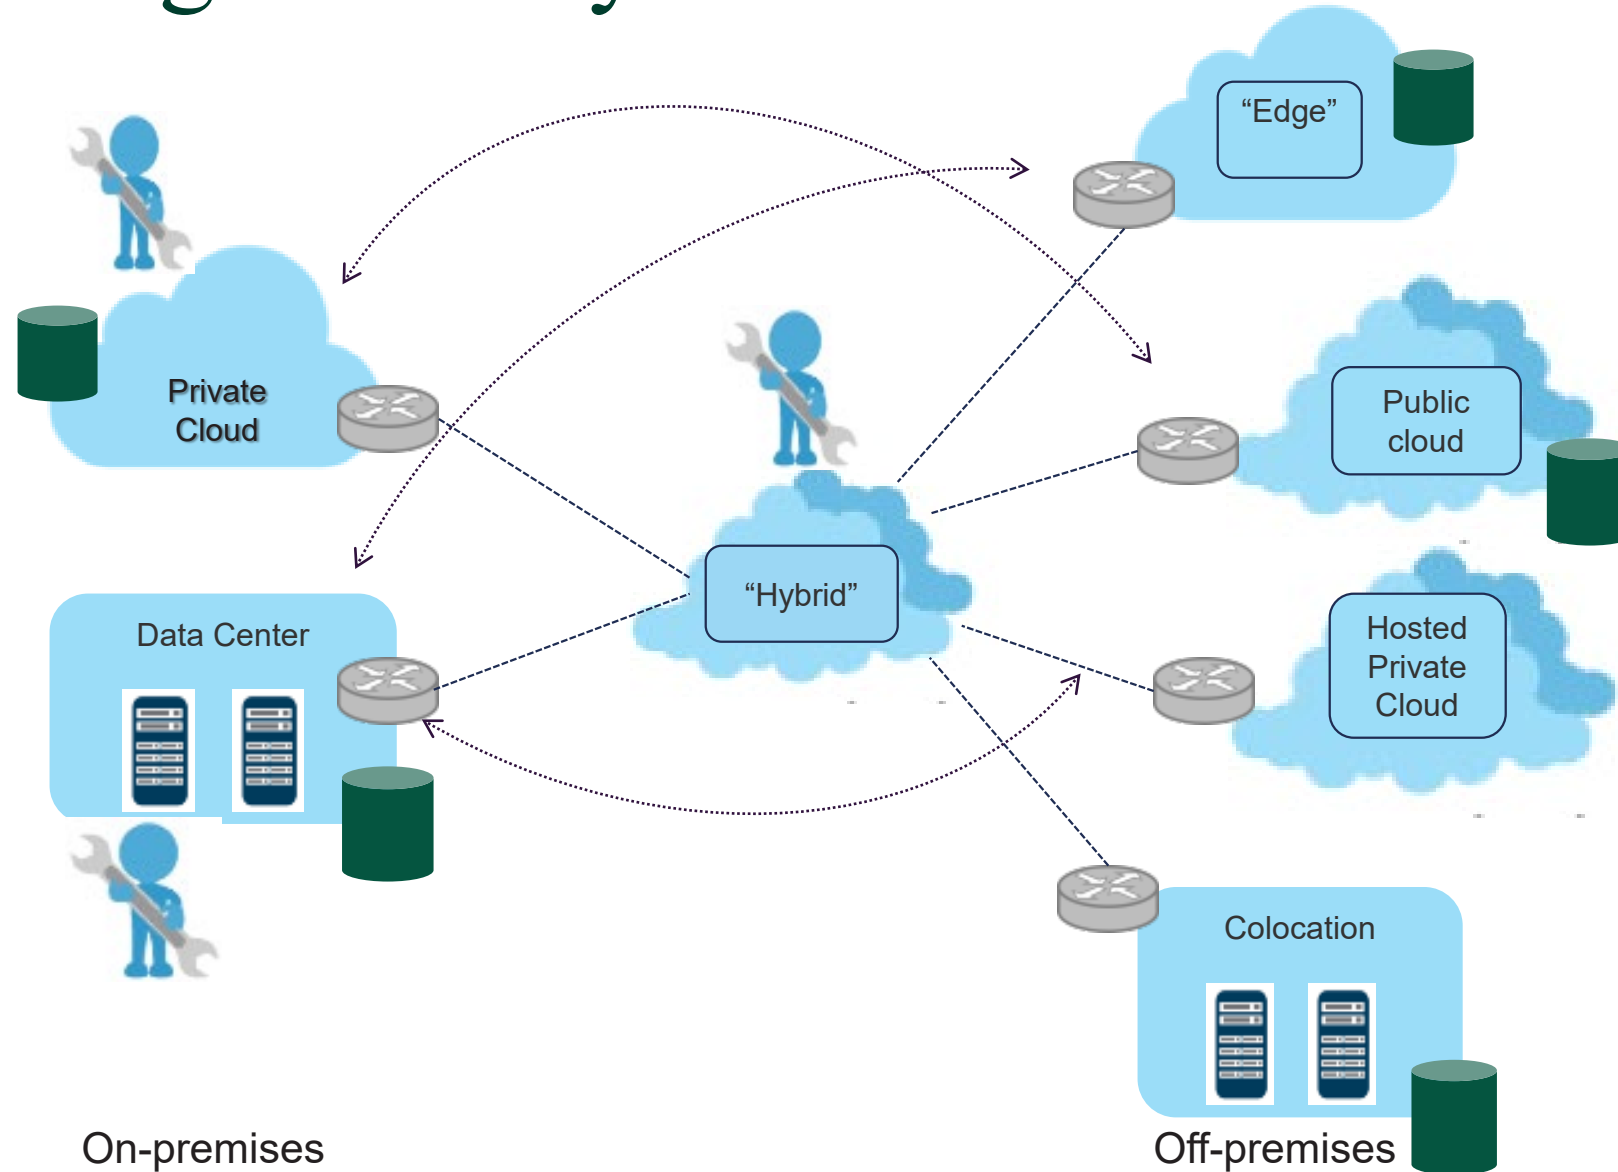 “Edge”
Private
Cloud
Public
cloud
“Hybrid”
Data Center
Hosted
Private
Cloud
Colocation
On-premises
Off-premises